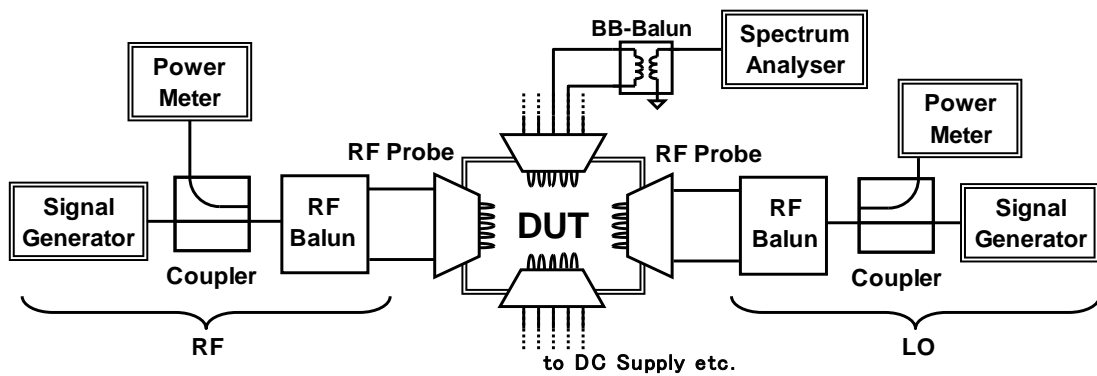 BB-Balun
Spectrum
Analyser
Power
Meter
Power
Meter
RF Probe
RF Probe
Signal
Generator
RF
Balun
DUT
RF
Balun
Signal
Generator
Coupler
Coupler
RF
LO
to DC Supply etc.